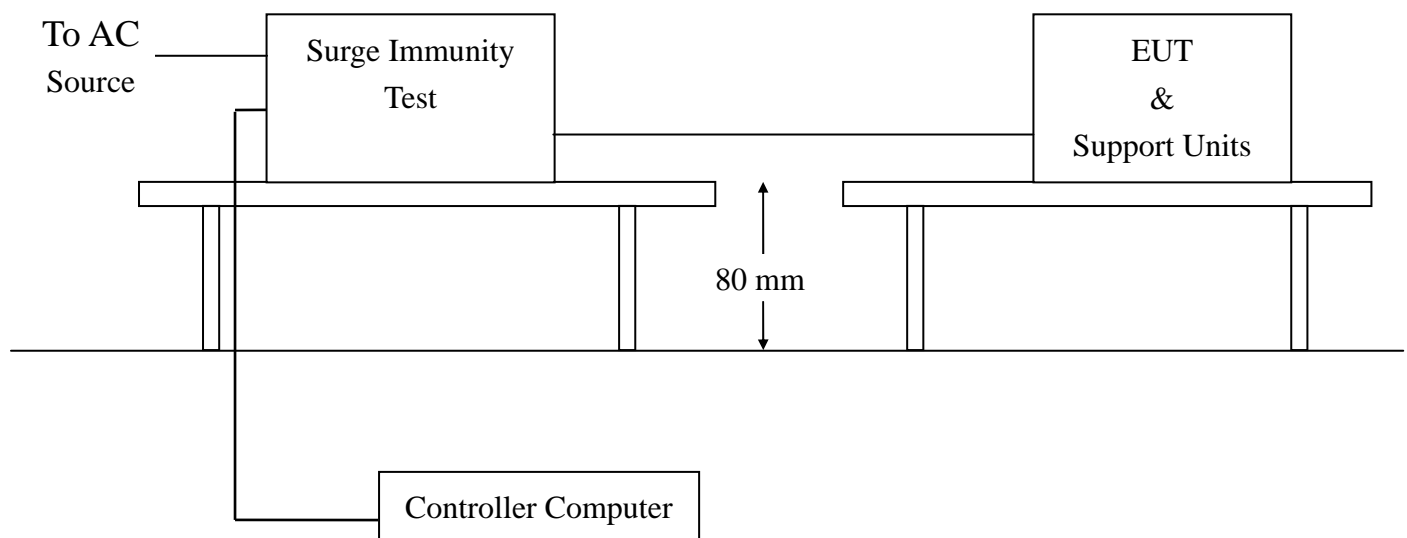 To AC
Source
Surge Immunity
Test
EUT
&
Support Units
80 mm
Controller Computer